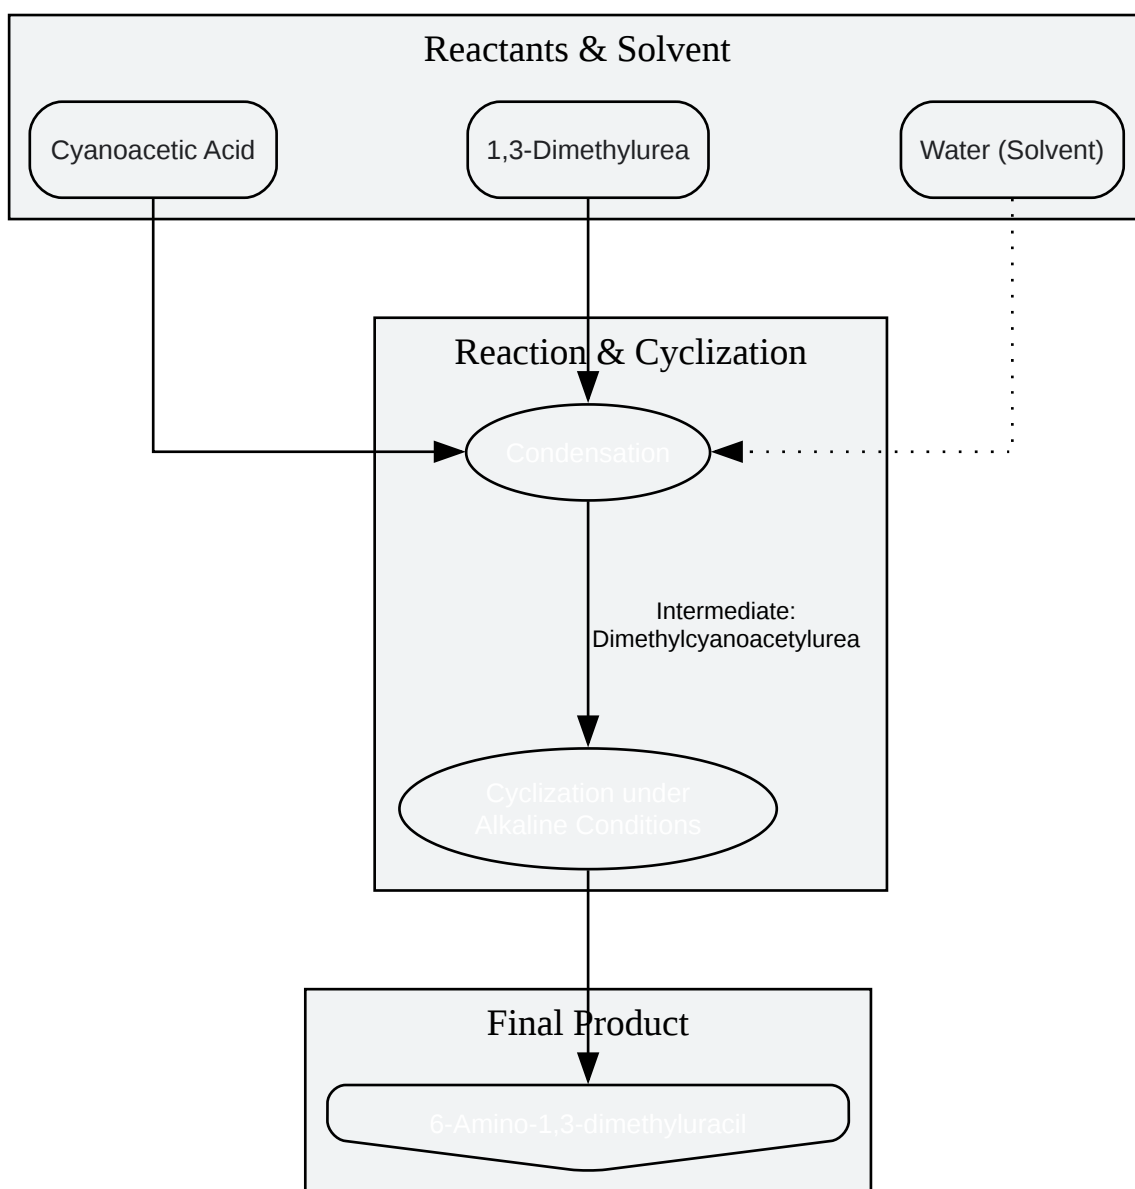 Reactants & Solvent
Cyanoacetic Acid
1,3-Dimethylurea
Water (Solvent)
Reaction & Cyclization
Condensation
Intermediate:
Dimethylcyanoacetylurea
Cyclization under
Alkaline Conditions
Final Product
6-Amino-1,3-dimethyluracil